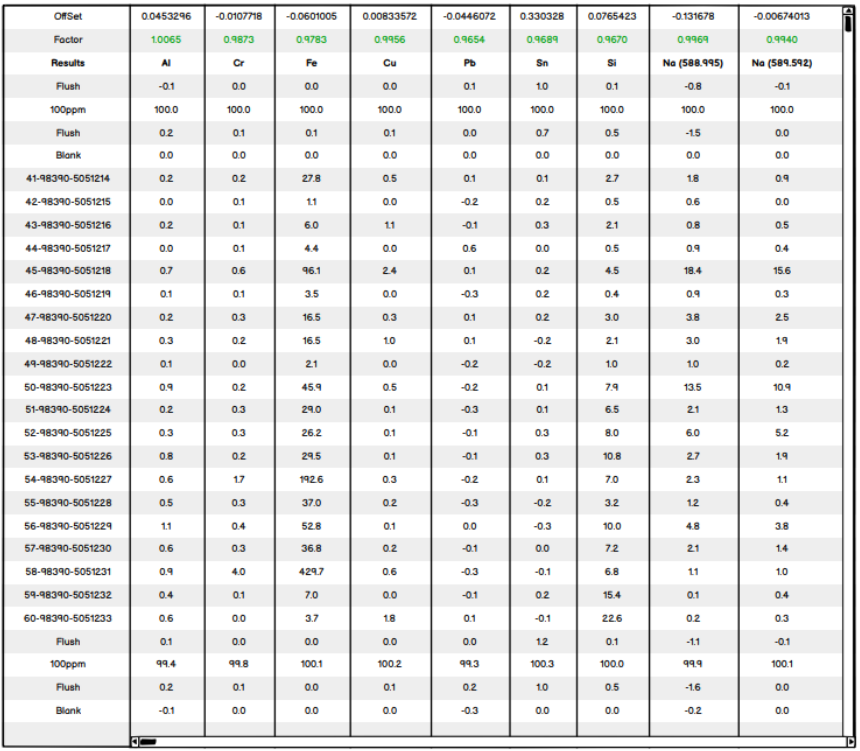 OffSet 0.0453296 -0.0107718 -0.0601005 0.00833572 -0.0446072 0.330328 0.0765423 -0.131678 -0.00674013
Factor 1.0065 0.9873 0.9783 0.9956 0.9654 0.9689 0.9670 0.9969 0.9940
Results Al Cr Fe Cu Pb Sn Si Na (588.995) Na (589.592)
Flush -0.1 0.0 0.0 0.0 0.1 1.0 0.1 -0.8 -0.1
100ppm 100.0 100.0 100.0 100.0 100.0 100.0 100.0 100.0 100.0
Flush 0.2 0.1 0.1 0.1 0.0 0.7 0.5 -1.5 0.0
Blank 0.0 0.0 0.0 0.0 0.0 0.0 0.0 0.0 0.0
41-98390-5051214 0.2 0.2 27.8 0.5 0.1 0.1 2.7 1.8 0.9
42-98390-5051215 0.0 0.1 1.1 0.0 -0.2 0.2 0.5 0.6 0.0
43-98390-5051216 0.2 0.1 6.0 1.1 -0.1 0.3 2.1 0.8 0.5
44-98390-5051217 0.0 0.1 4.4 0.0 0.6 0.0 0.5 0.9 0.4
45-98390-5051218 0.7 0.6 96.1 2.4 0.1 0.2 4.5 18.4 15.6
46-98390-5051219 0.1 0.1 3.5 0.0 -0.3 0.2 0.4 0.9 0.3
47-98390-5051220 0.2 0.3 16.5 0.3 0.1 0.2 3.0 3.8 2.5
48-98390-5051221 0.3 0.2 16.5 1.0 0.1 -0.2 2.1 3.0 1.9
49-98390-5051222 0.1 0.0 2.1 0.0 -0.2 -0.2 1.0 1.0 0.2
50-98390-5051223 0.9 0.2 45.9 0.5 -0.2 0.1 7.9 13.5 10.9
51-98390-5051224 0.2 0.3 29.0 0.1 -0.3 0.1 6.5 2.1 1.3
52-98390-5051225 0.3 0.3 26.2 0.1 -0.1 0.3 8.0 6.0 5.2
53-98390-5051226 0.8 0.2 29.5 0.1 -0.1 0.3 10.8 2.7 1.9
54-98390-5051227 0.6 1.7 192.6 0.3 -0.2 0.1 7.0 2.3 1.1
55-98390-5051228 0.5 0.3 37.0 0.2 -0.3 -0.2 3.2 1.2 0.4
56-98390-5051229 1.1 0.4 52.8 0.1 0.0 -0.3 10.0 4.8 3.8
57-98390-5051230 0.6 0.3 36.8 0.2 -0.1 0.0 7.2 2.1 1.4
58-98390-5051231 0.9 4.0 429.7 0.6 -0.3 -0.1 6.8 1.1 1.0
59-98390-5051232 0.4 0.1 7.0 0.0 -0.1 0.2 15.4 0.1 0.4
60-98390-5051233 0.6 0.0 3.7 1.8 0.1 -0.1 22.6 0.2 0.3
Flush 0.1 0.0 0.0 0.0 0.0 1.2 0.1 -1.1 -0.1
100ppm 99.4 99.8 100.1 100.2 99.3 100.3 100.0 99.9 100.1
Flush 0.2 0.1 0.0 0.1 0.2 1.0 0.5 -1.6 0.0
Blank -0.1 0.0 0.0 0.0 -0.3 0.0 0.0 -0.2 0.0